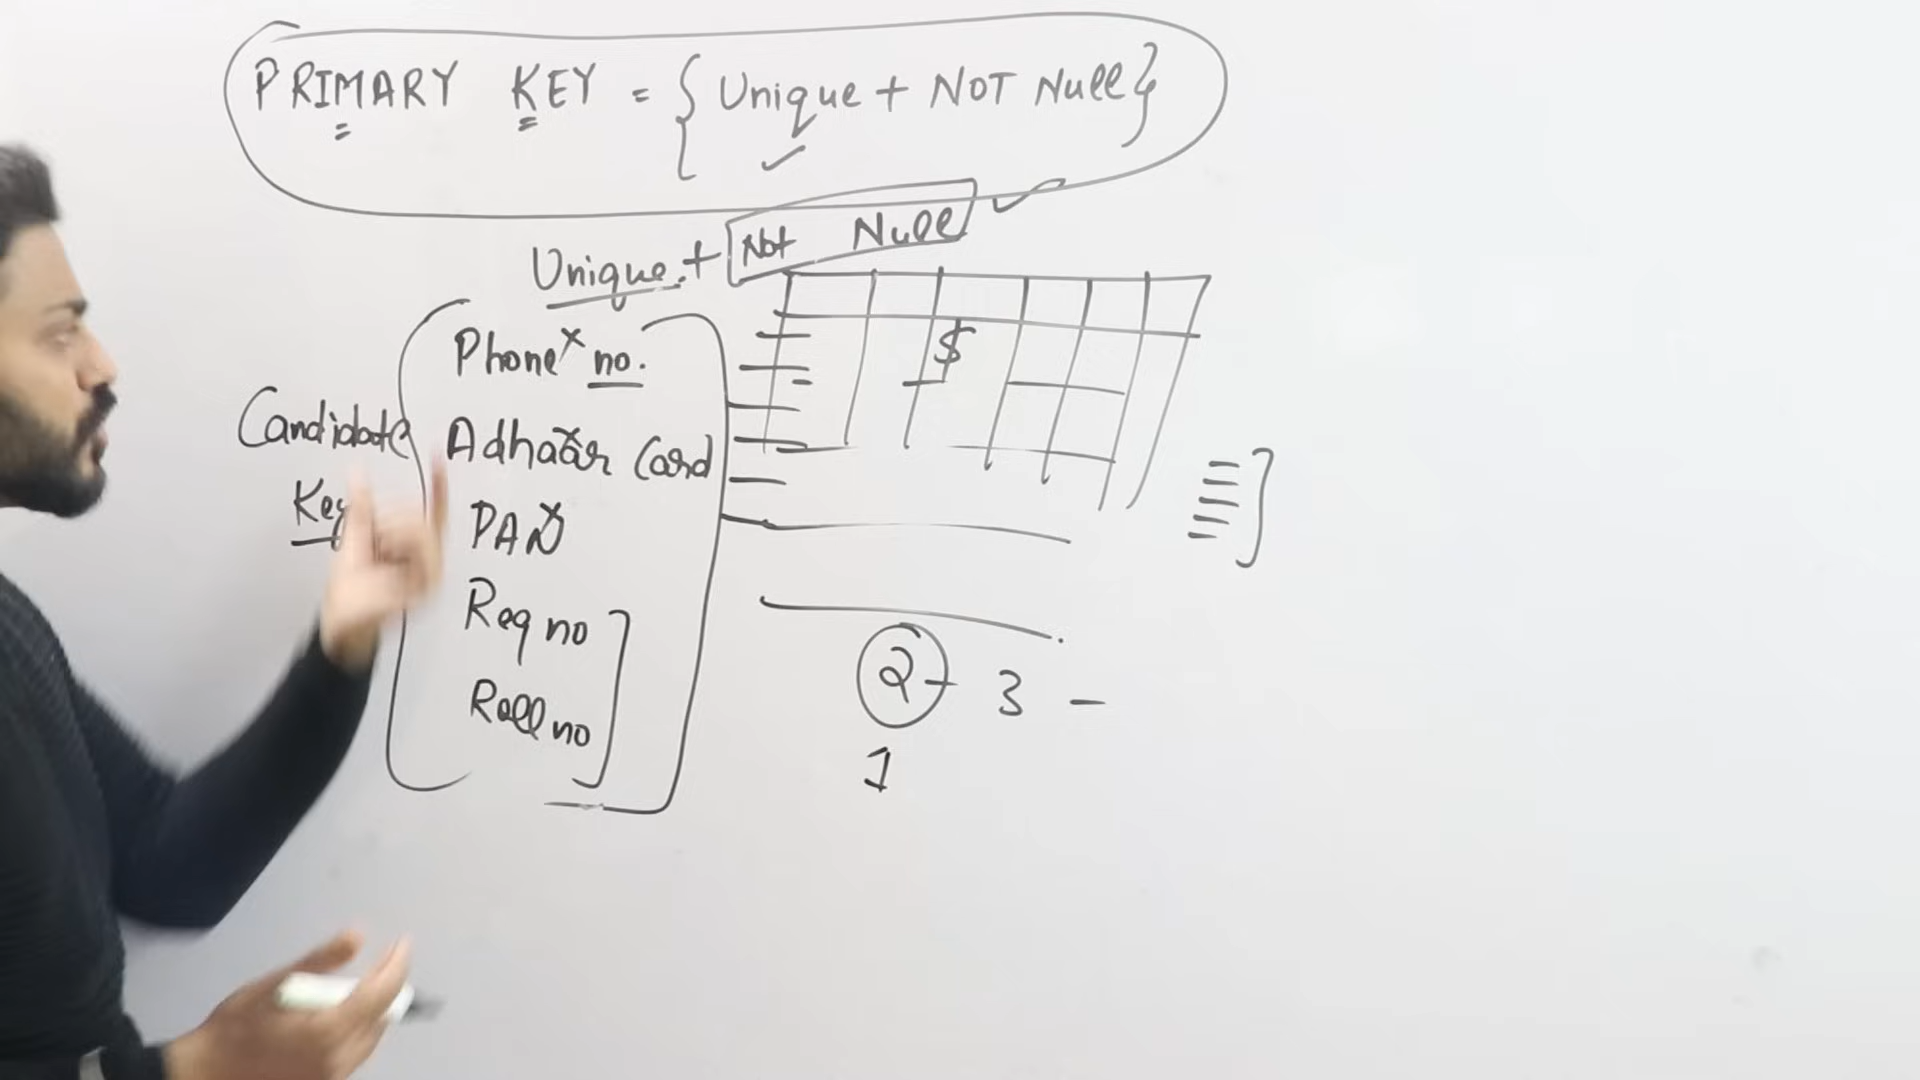 PRIMARY KEY = { Unique + NOT Null }
Unique + Not Null
Phone no.
Candidate
Adhaar Card
Key
PAN
Reg no
Roll no
$
2 - 3 -
1